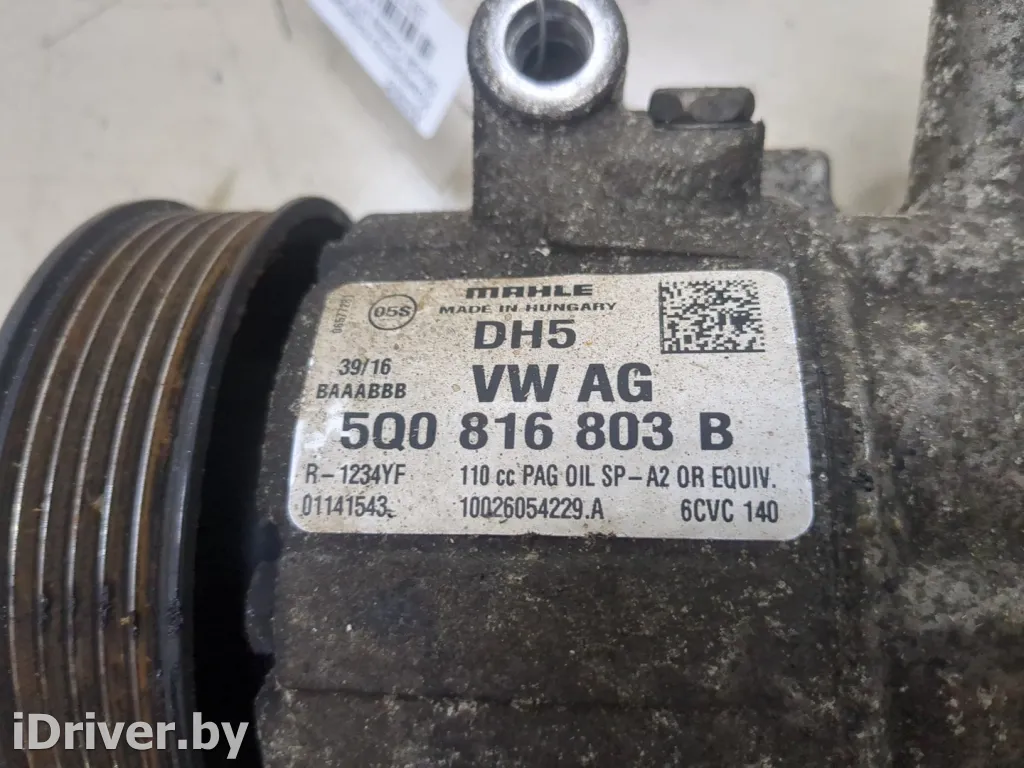 MAHLE
05S
MADE IN HUNGARY
DH5
39/16
BAAABBB
VW AG
5Q0 816 803 B
R-1234YF 110 cc PAG OIL SP-A2 OR EQUIV.
01141543 10026054229.A 6CVC 140
iDriver.by